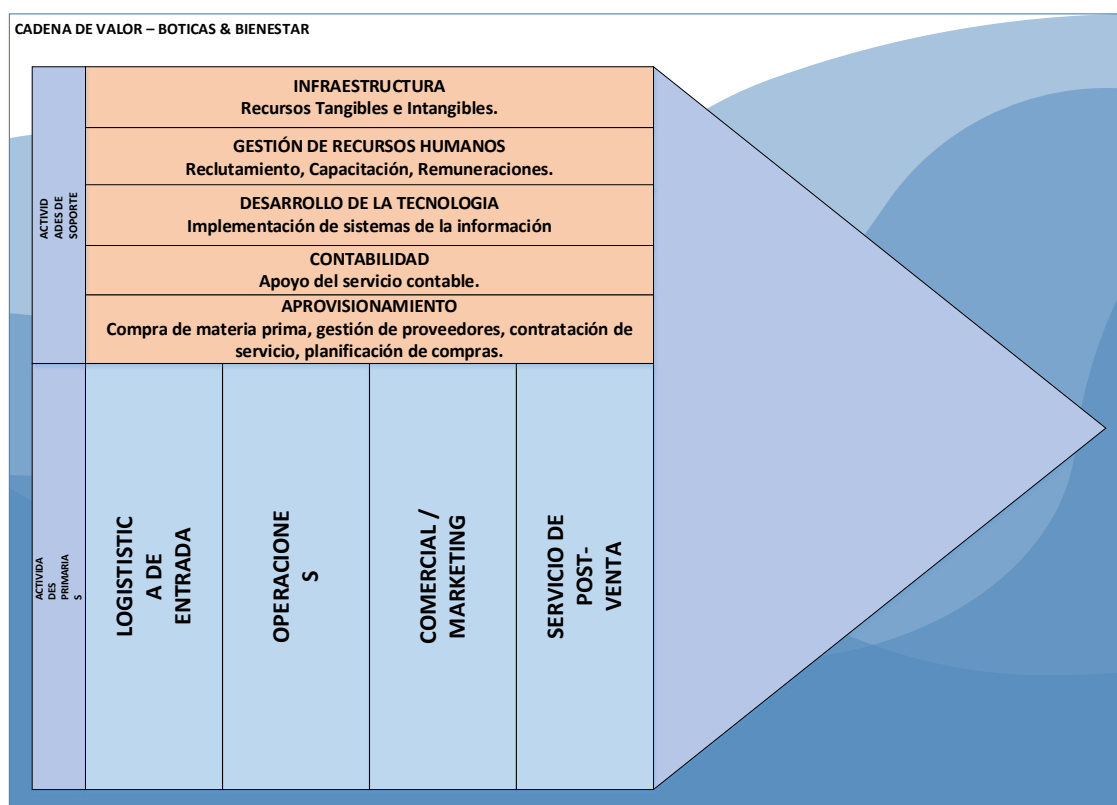 CADENA DE VALOR – BOTICAS & BIENESTAR
INFRAESTRUCTURA
Recursos Tangibles e Intangibles.
GESTIÓN DE RECURSOS HUMANOS
Reclutamiento, Capacitación, Remuneraciones.
DESARROLLO DE LA TECNOLOGIA
Implementación de sistemas de la información
CONTABILIDAD
Apoyo del servicio contable.
APROVISIONAMIENTO
Compra de materia prima, gestión de proveedores, contratación de
servicio, planificación de compras.
ACTIVID
ADES DE
SOPORTE
ACTIVIDA
DES
PRIMARIA
S
LOGISTISTIC
A DE
ENTRADA
OPERACIONE
S
COMERCIAL /
MARKETING
SERVICIO DE
POST-
VENTA